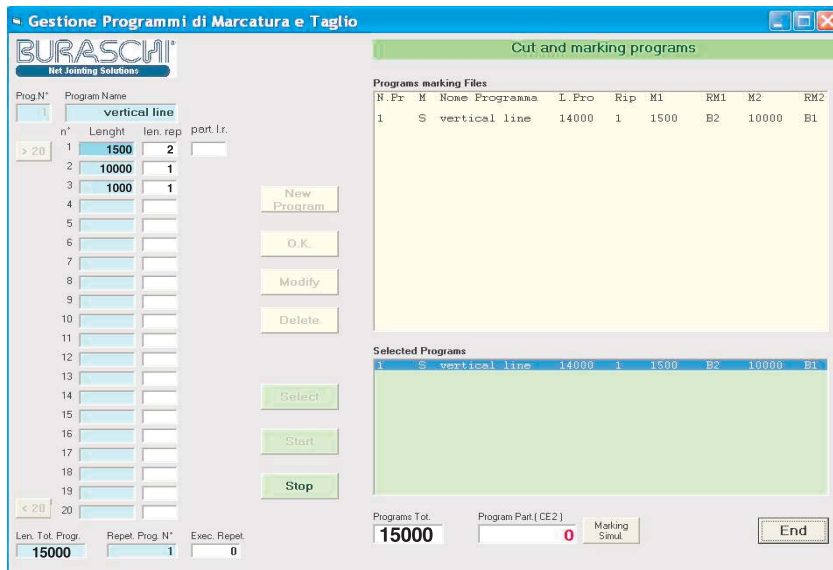 Gestione Programmi di Marcatura e Taglio
BURASCHI
Net Jointing Solutions
Cut and marking programs
Prog.N° Program Name
1 vertical line
n° Lenght len. rep part. l.r.
> 20
1 1500 2
2 10000 1
3 1000 1
4
5
6
7
8
9
10
11
12
13
14
15
16
17
18
19
20
< 20
Len. Tot. Progr. Repet. Prog. N° Exec. Repet.
15000 1 0
New Program
O.K.
Modify
Delete
Select
Start
Stop
Programs marking Files
N.Pr M Nome Programma L.Pro Rip M1 RM1 M2 RM2
1 S vertical line 14000 1 1500 B2 10000 B1
Selected Programs
1 S vertical line 14000 1 1500 B2 10000 B1
Programs Tot. Program Part.( CE2 )
15000 0
Marking
Simul.
End